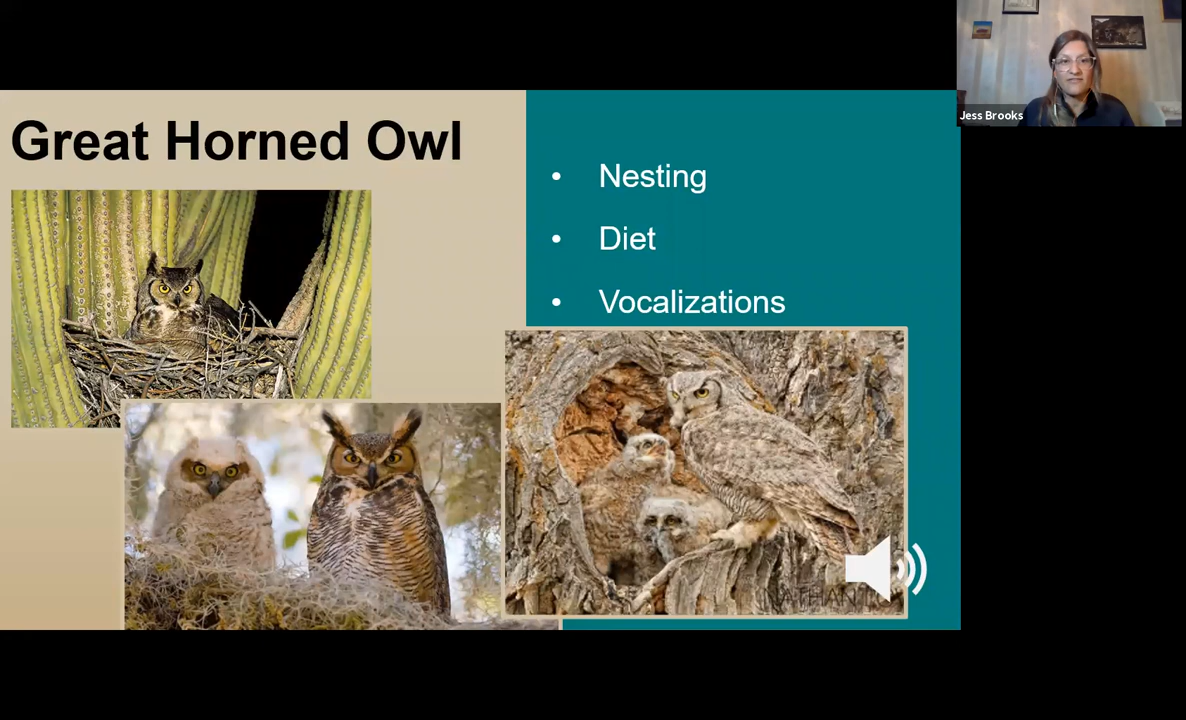 Great Horned Owl
• Nesting
• Diet
• Vocalizations
Jess Brooks